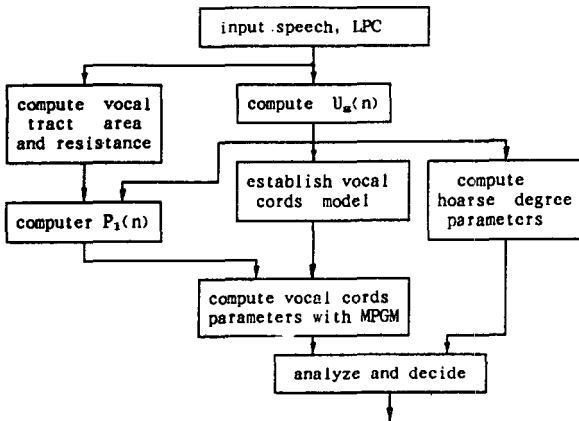 input speech, LPC
compute vocal
tract area
and resistance
compute Um(n)
establish vocal
cords model
compute
hoarse degree
parameters
computer P1(n)
compute vocal cords
parameters with MPGM
analyze and decide